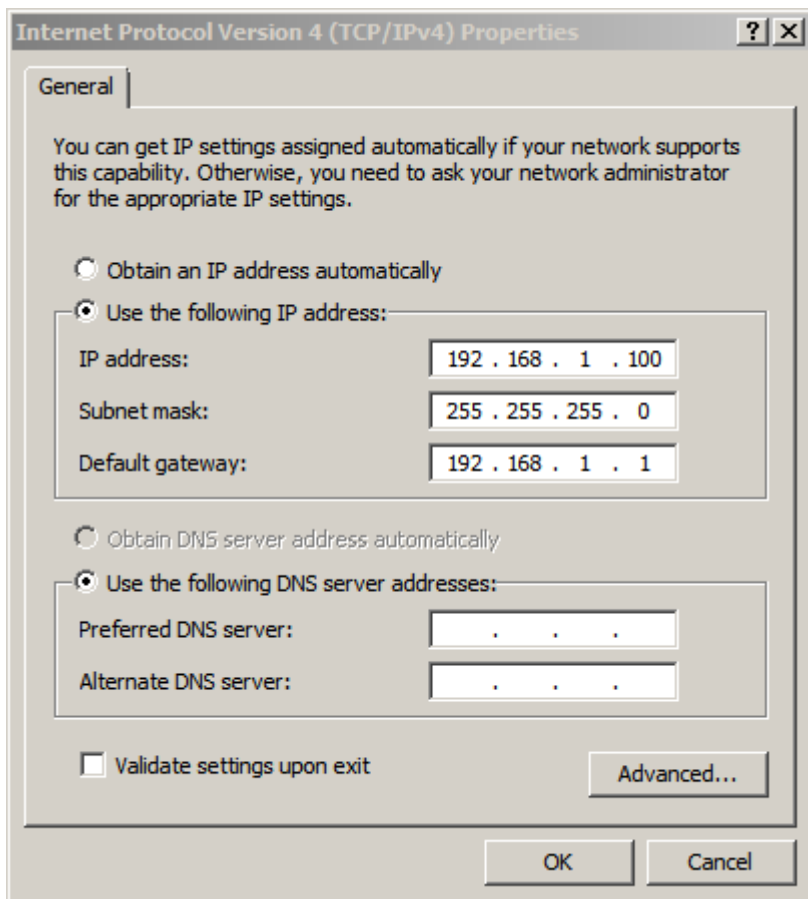 Internet Protocol Version 4 (TCP/IPv4) Properties
General
You can get IP settings assigned automatically if your network supports
this capability. Otherwise, you need to ask your network administrator
for the appropriate IP settings.
Obtain an IP address automatically
Use the following IP address:
IP address: 192 . 168 . 1 . 100
Subnet mask: 255 . 255 . 255 . 0
Default gateway: 192 . 168 . 1 . 1
Obtain DNS server address automatically
Use the following DNS server addresses:
Preferred DNS server: . . .
Alternate DNS server: . . .
Validate settings upon exit
Advanced...
OK Cancel